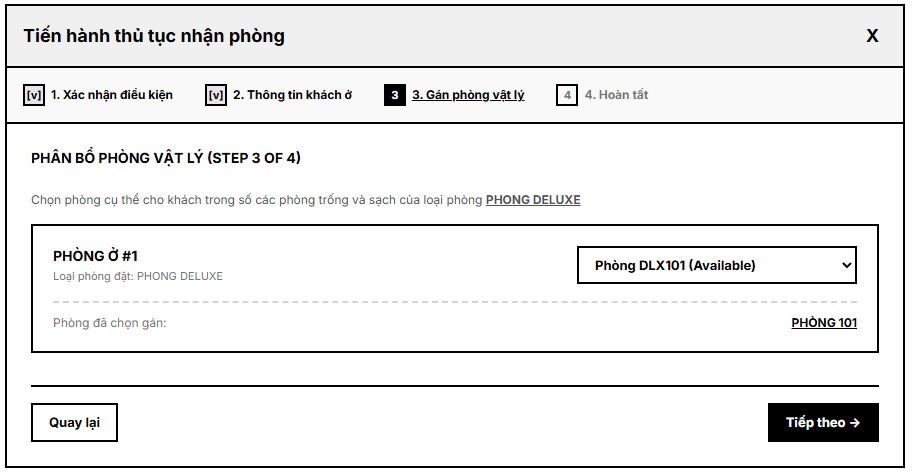 Tiến hành thủ tục nhận phòng X
[v] 1. Xác nhận điều kiện [v] 2. Thông tin khách ở 3 3. Gán phòng vật lý 4 4. Hoàn tất
PHÂN BỔ PHÒNG VẬT LÝ (STEP 3 OF 4)
Chọn phòng cụ thể cho khách trong số các phòng trống và sạch của loại phòng PHONG DELUXE
PHÒNG Ở #1
Phòng DLX101 (Available)
Loại phòng đặt: PHONG DELUXE
Phòng đã chọn gán: PHÒNG 101
Quay lại Tiếp theo →